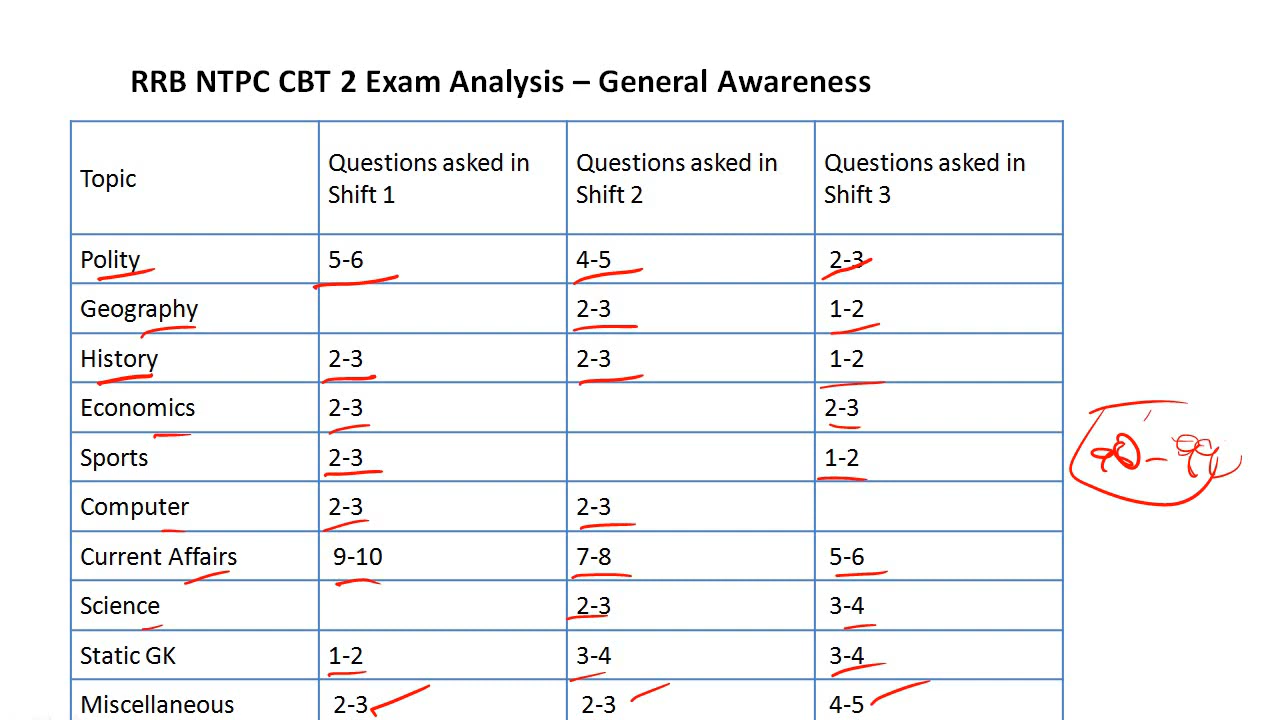 RRB NTPC CBT 2 Exam Analysis – General Awareness
Topic Questions asked in Shift 1 Questions asked in Shift 2 Questions asked in Shift 3
Polity 5-6 4-5 2-3
Geography 2-3 1-2
History 2-3 2-3 1-2
Economics 2-3 2-3
Sports 2-3 1-2
Computer 2-3 2-3
Current Affairs 9-10 7-8 5-6
Science 2-3 3-4
Static GK 1-2 3-4 3-4
Miscellaneous 2-3 2-3 4-5